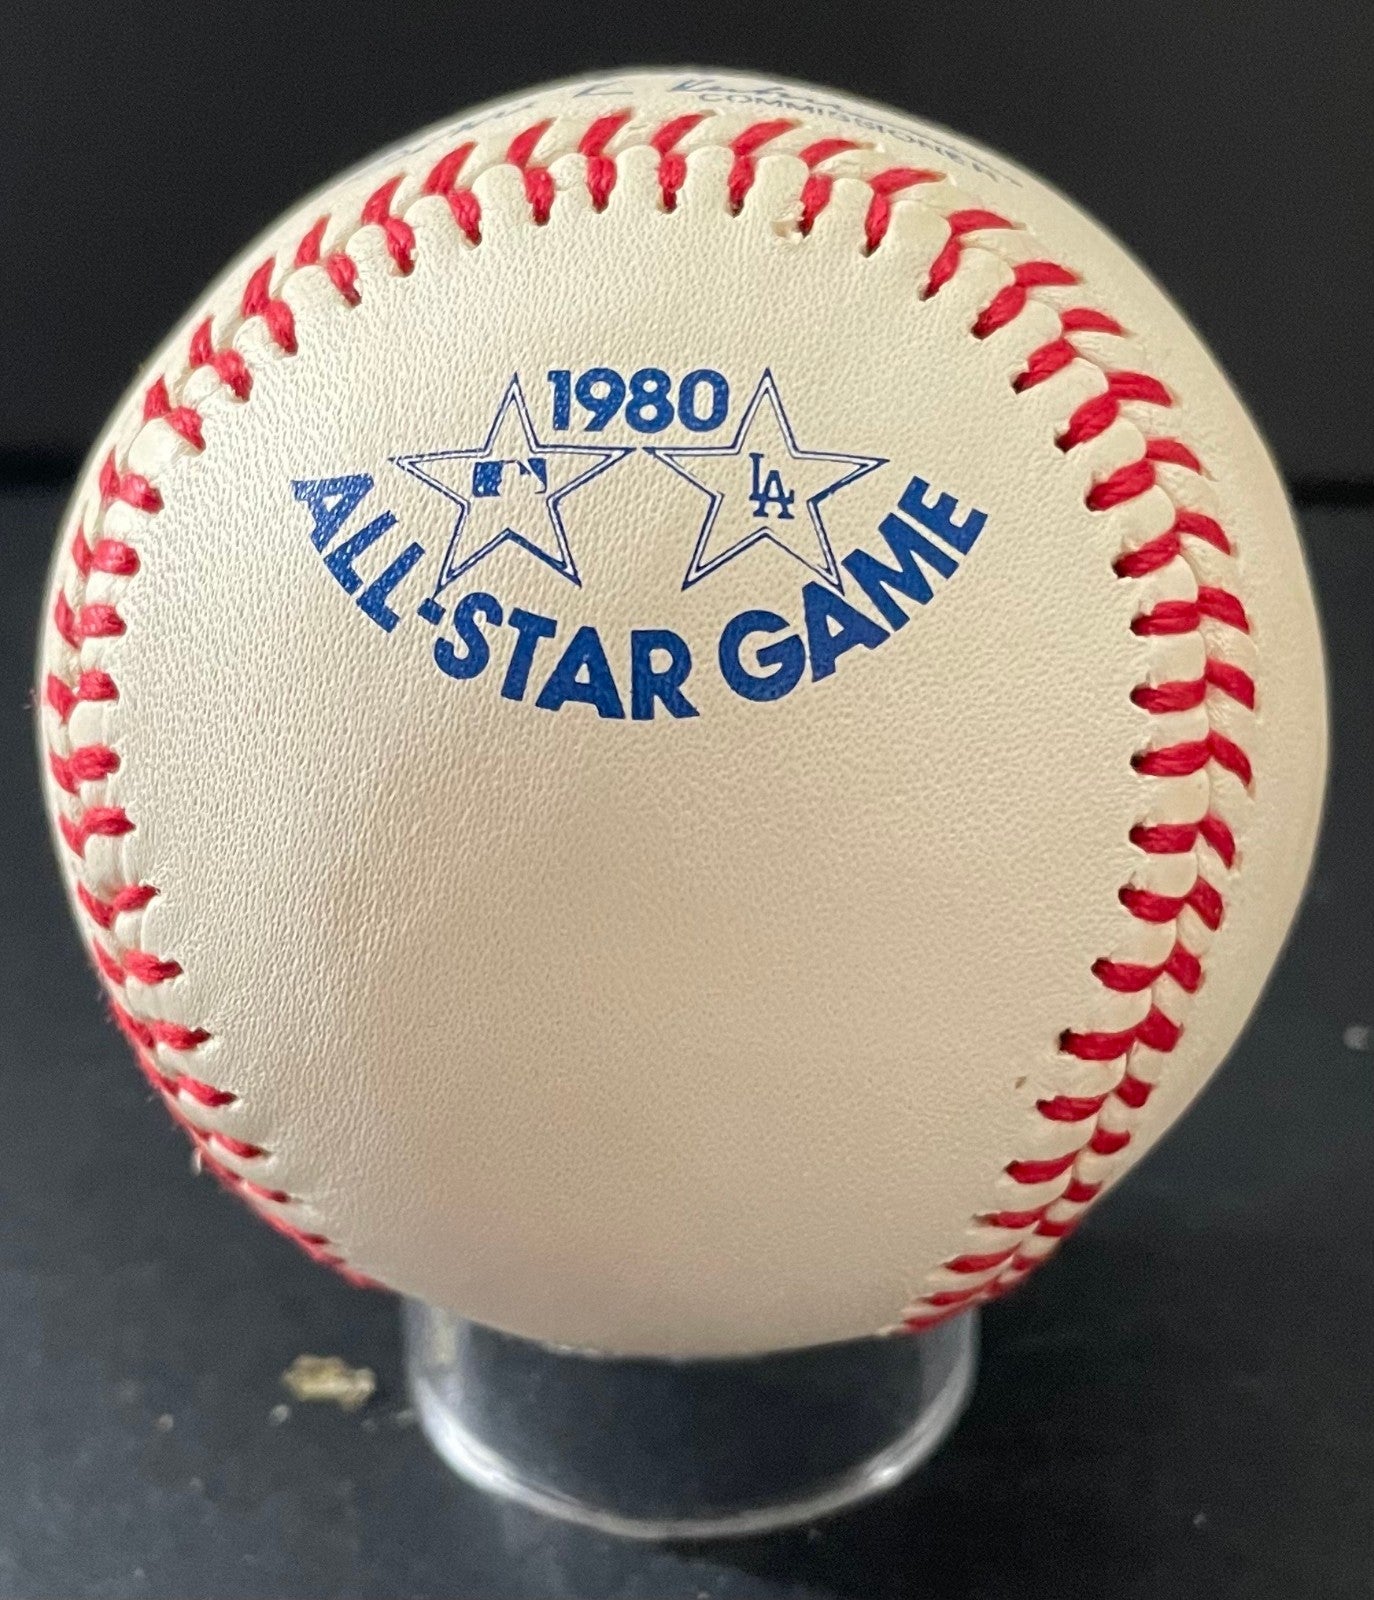 COMMISSIONER
1980
LA
ALL-STAR GAME